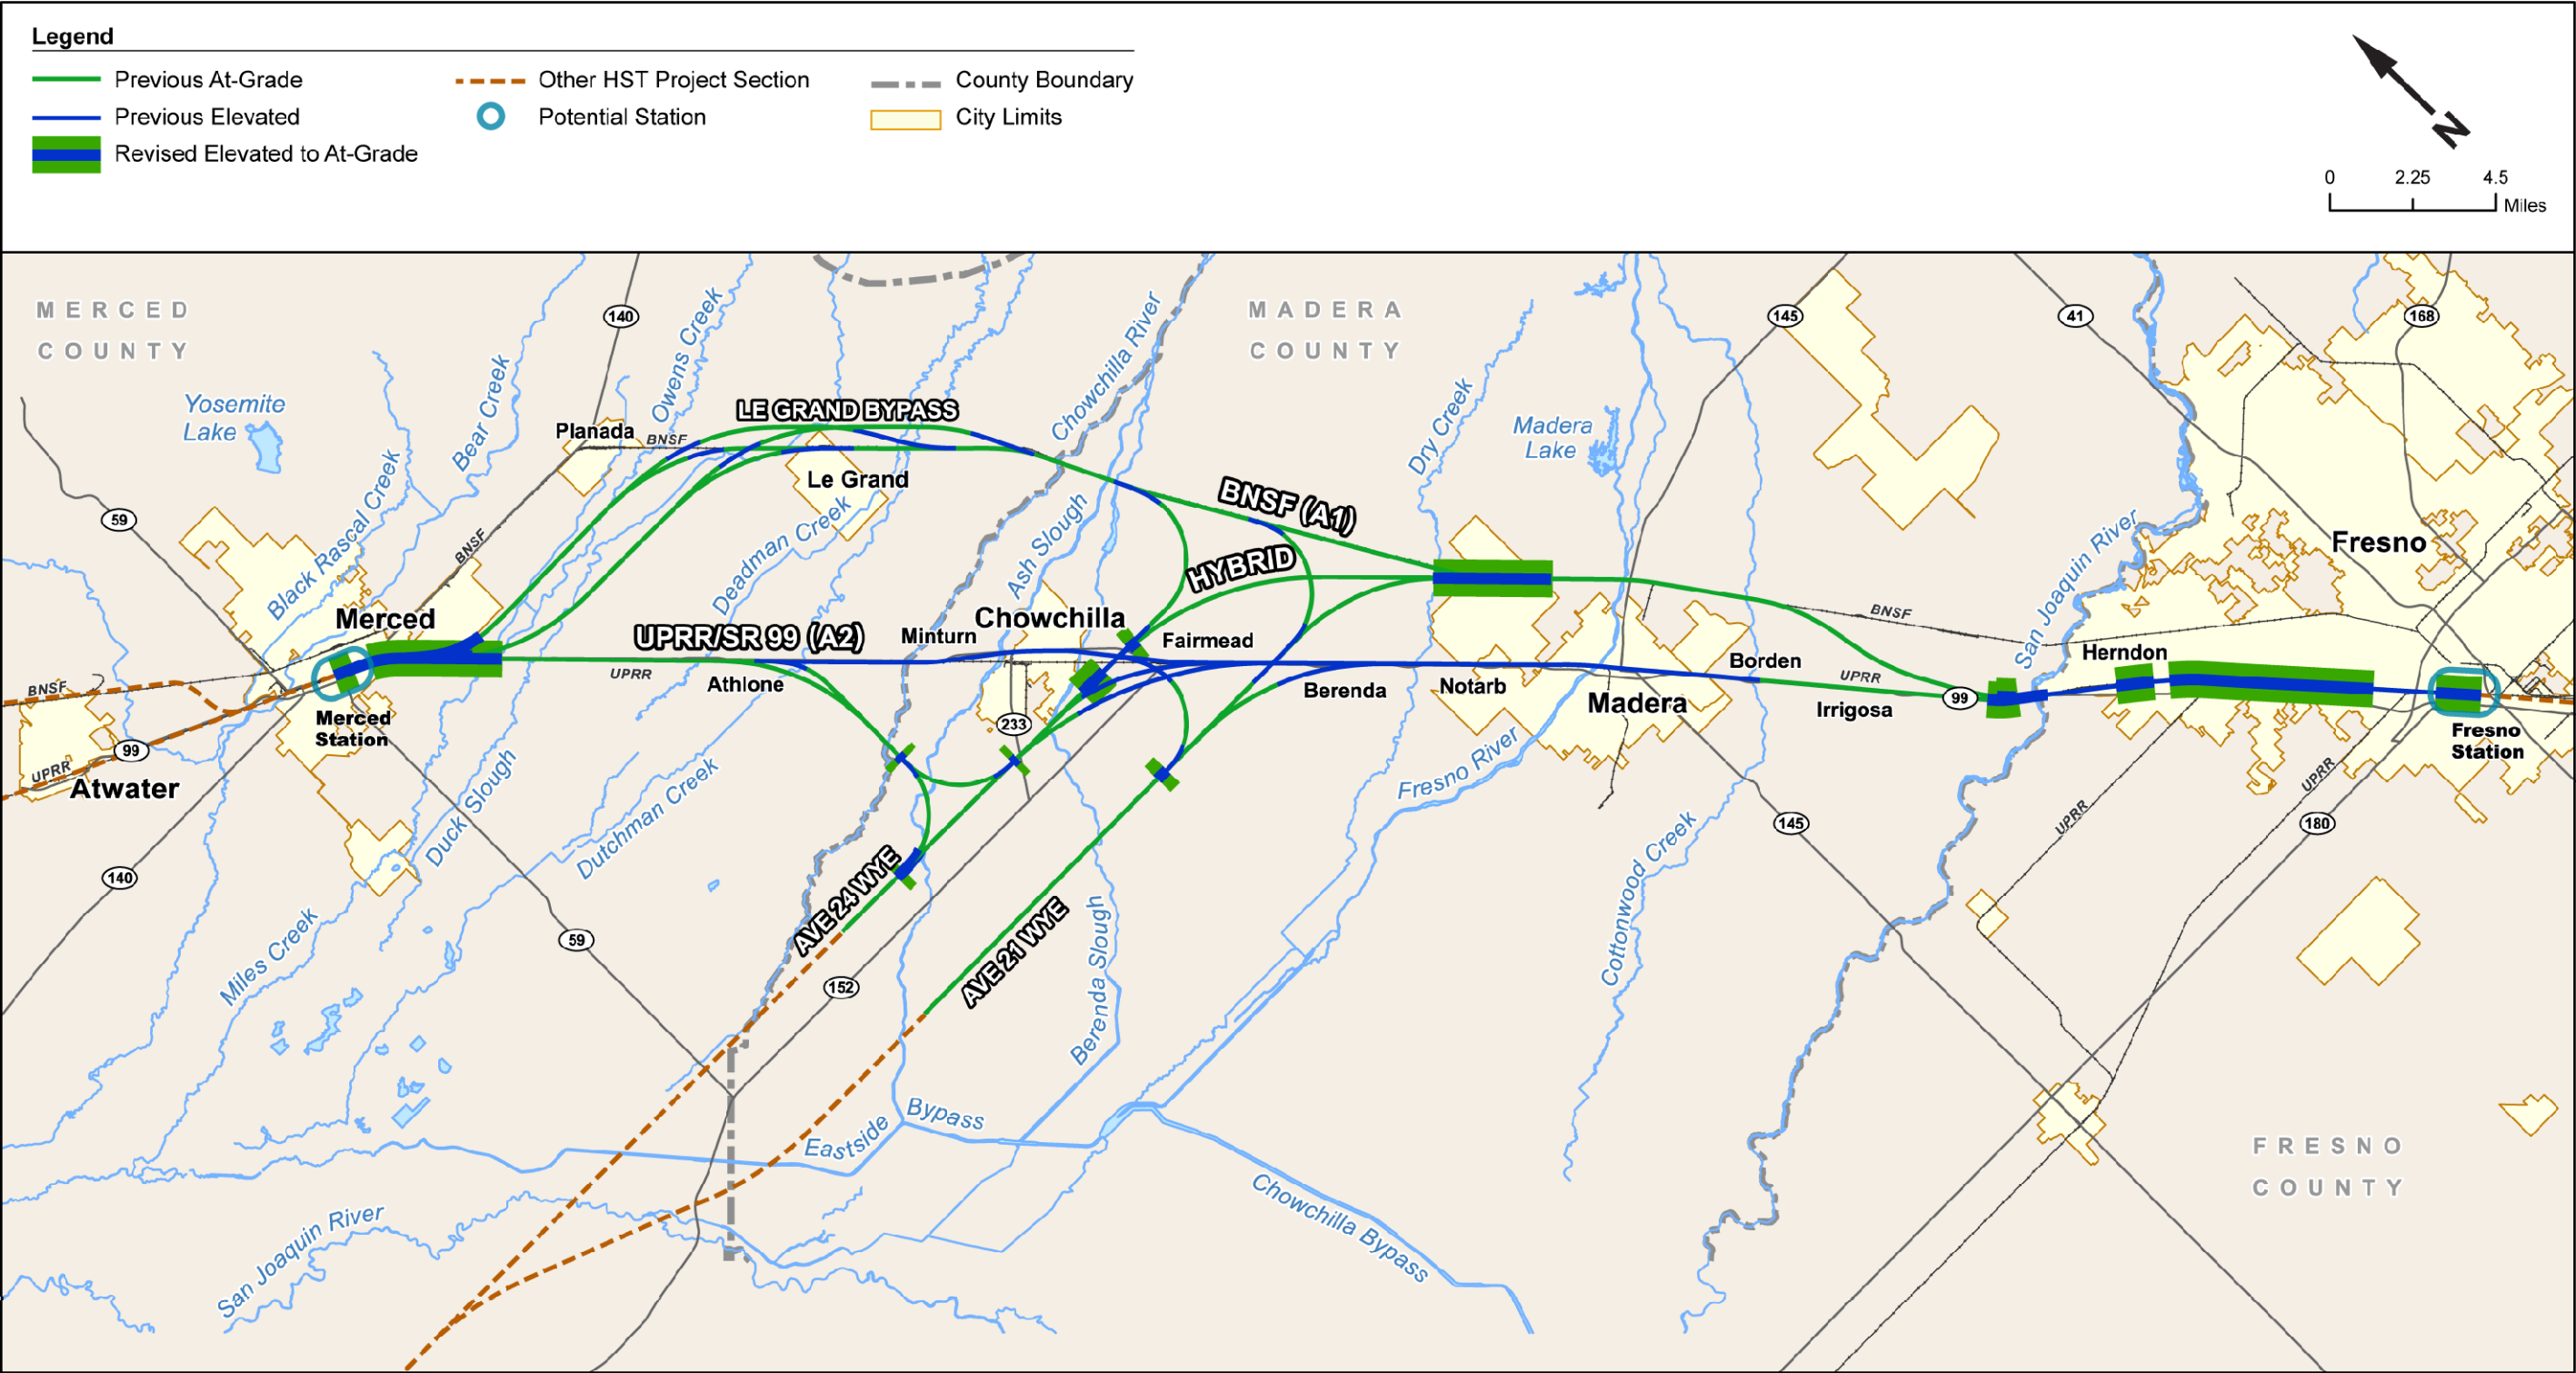 Legend
Previous At-Grade
Previous Elevated
Revised Elevated to At-Grade
Other HST Project Section
Potential Station
County Boundary
City Limits
N
0 2.25 4.5
Miles
MERCED
COUNTY
MADERA
COUNTY
140
145
41
168
Yosemite
Lake
Bear Creek
Owens Creek
Chowchilla River
LE GRAND BYPASS
Planada
BNSF
Le Grand
Dry Creek
Madera
Lake
59
Black Rascal Creek
BNSF
Deadman Creek
Ash Slough
BNSF (A1)
HYBRID
San Joaquin River
Fresno
Merced
UPRR/SR 99 (A2)
Minturn
Chowchilla
Fairmead
BNSF
Herndon
BNSF
UPRR
Athlone
Berenda
Notarb
Madera
Borden
UPRR
Irrigosa
99
Merced
Station
233
Fresno
Station
99
UPRR
Atwater
Duck Slough
Dutchman Creek
Fresno River
UPRR
UPRR
145
180
140
Miles Creek
59
AVE 24 WYE
152
AVE 21 WYE
Berenda Slough
Cottonwood Creek
Eastside
Bypass
Chowchilla Bypass
San Joaquin River
FRESNO
COUNTY